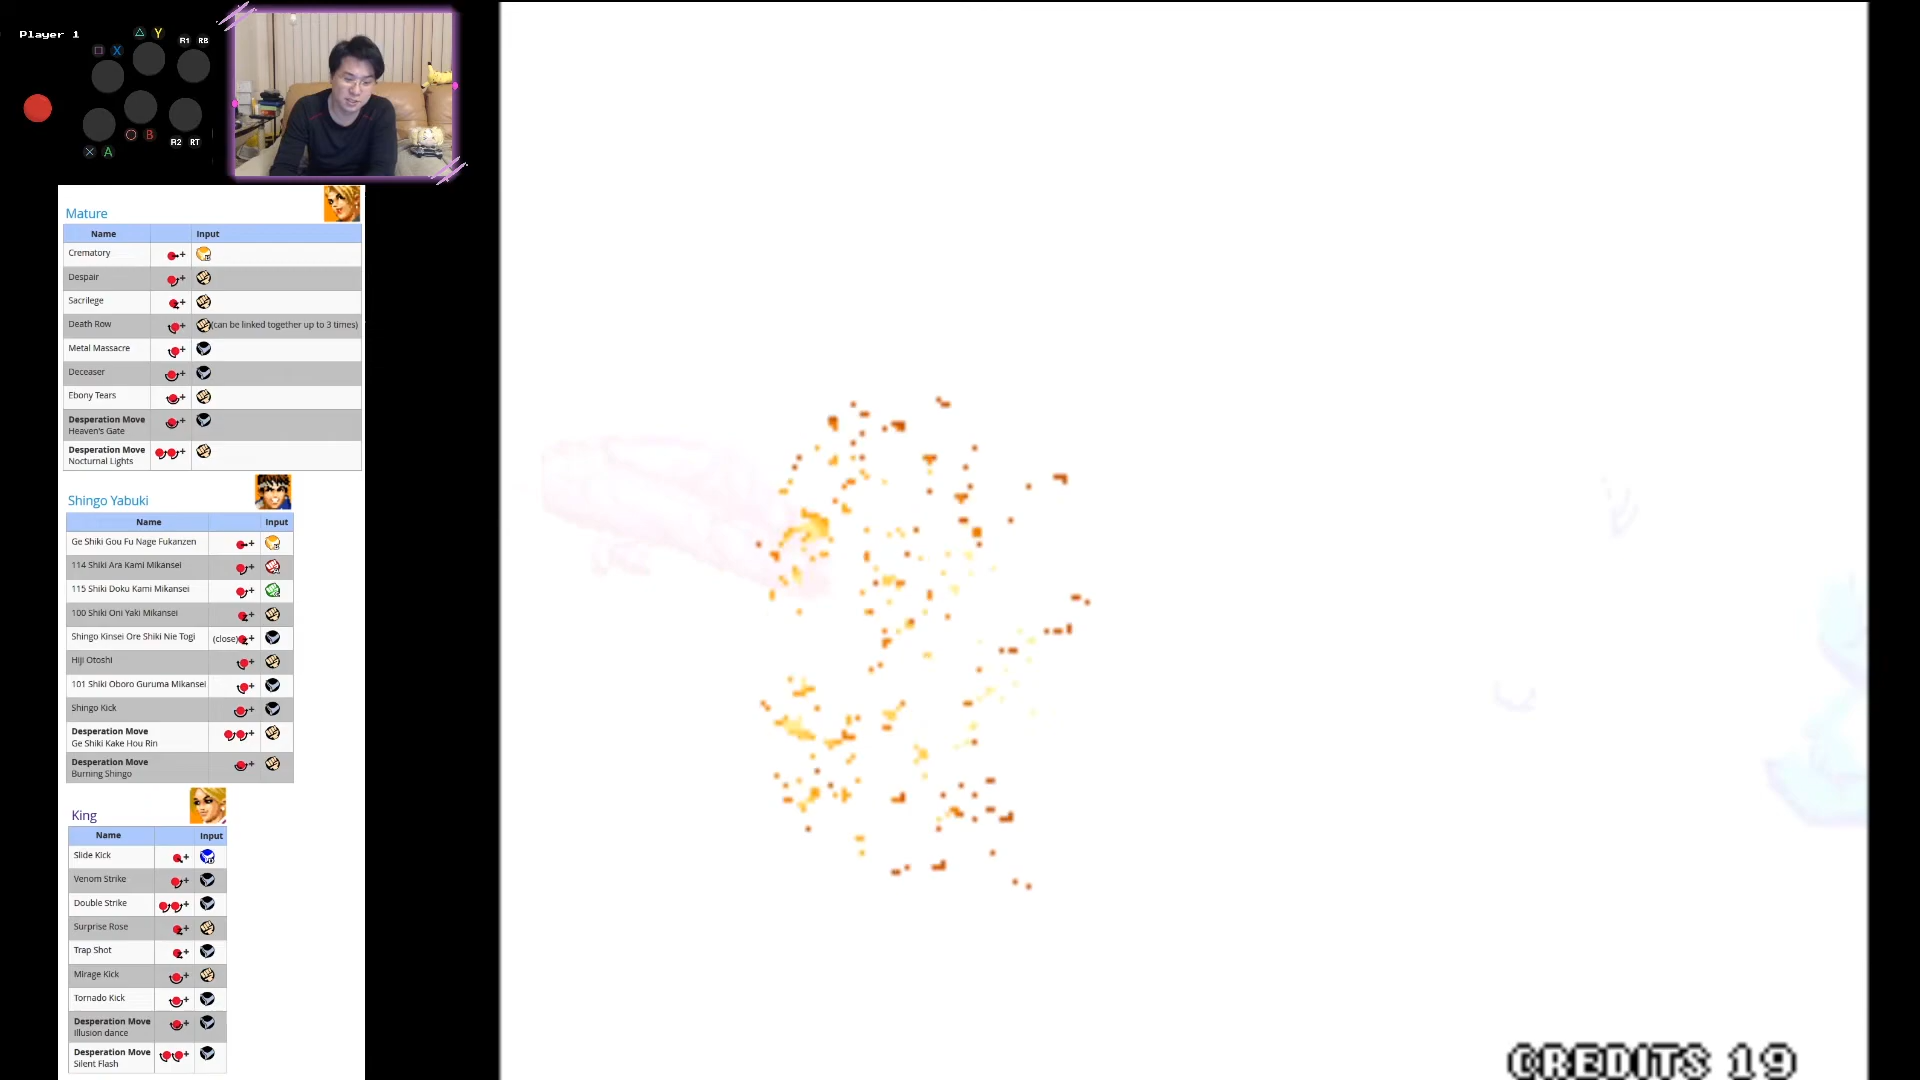 Player 1
Y
R1 RB
X
B
R2 RT
A
Mature
Name Input
Crematory +
Despair +
Sacrilege +
Death Row + (can be linked together up to 3 times)
Metal Massacre +
Deceaser +
Ebony Tears +
Desperation Move
Heaven's Gate +
Desperation Move
Nocturnal Lights +
Shingo Yabuki
Name Input
Ge Shiki Gou Fu Nage Fukanzen +
114 Shiki Ara Kami Mikansei +
115 Shiki Doku Kami Mikansei +
100 Shiki Oni Yaki Mikansei +
Shingo Kinsei Ore Shiki Nie Togi (close) +
Hiji Otoshi +
101 Shiki Oboro Guruma Mikansei +
Shingo Kick +
Desperation Move
Ge Shiki Kake Hou Rin +
Desperation Move
Burning Shingo +
King
Name Input
Slide Kick +
Venom Strike +
Double Strike +
Surprise Rose +
Trap Shot +
Mirage Kick +
Tornado Kick +
Desperation Move
Illusion dance +
Desperation Move
Silent Flash +
CREDITS 19